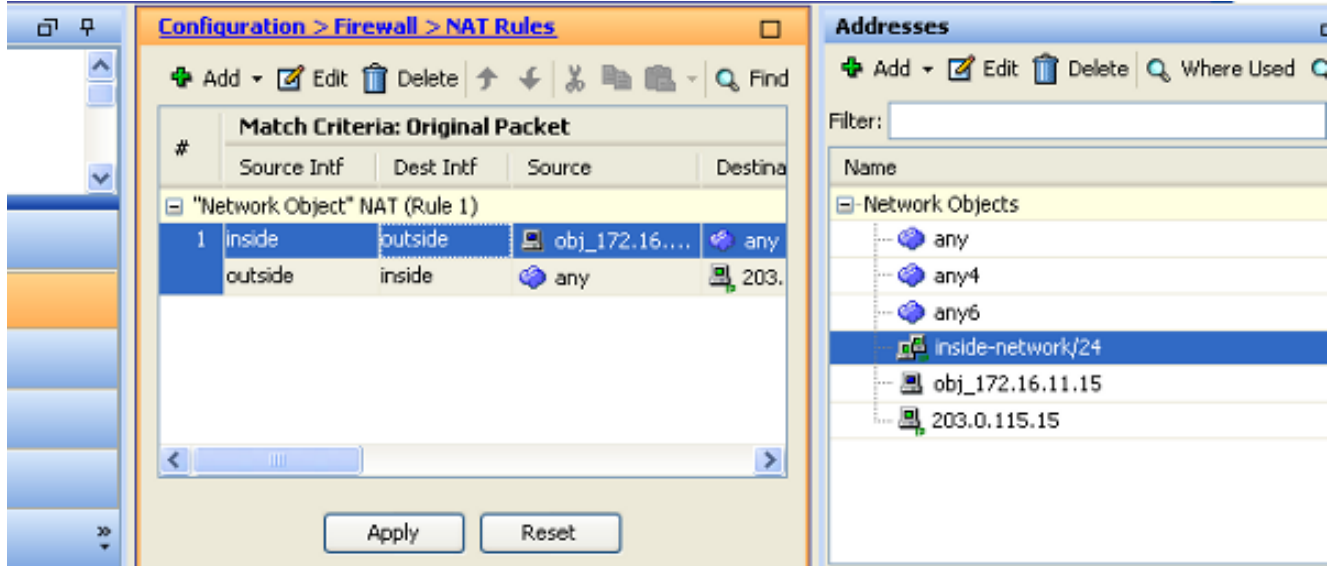 Configuration > Firewall > NAT Rules
Add Edit Delete Find
# Match Criteria: Original Packet
Source Intf Dest Intf Source Destina
"Network Object" NAT (Rule 1)
1 inside outside obj_172.16.... any
outside inside any 203.
Apply Reset
Addresses
Add Edit Delete Where Used
Filter:
Name
Network Objects
any
any4
any6
inside-network/24
obj_172.16.11.15
203.0.115.15